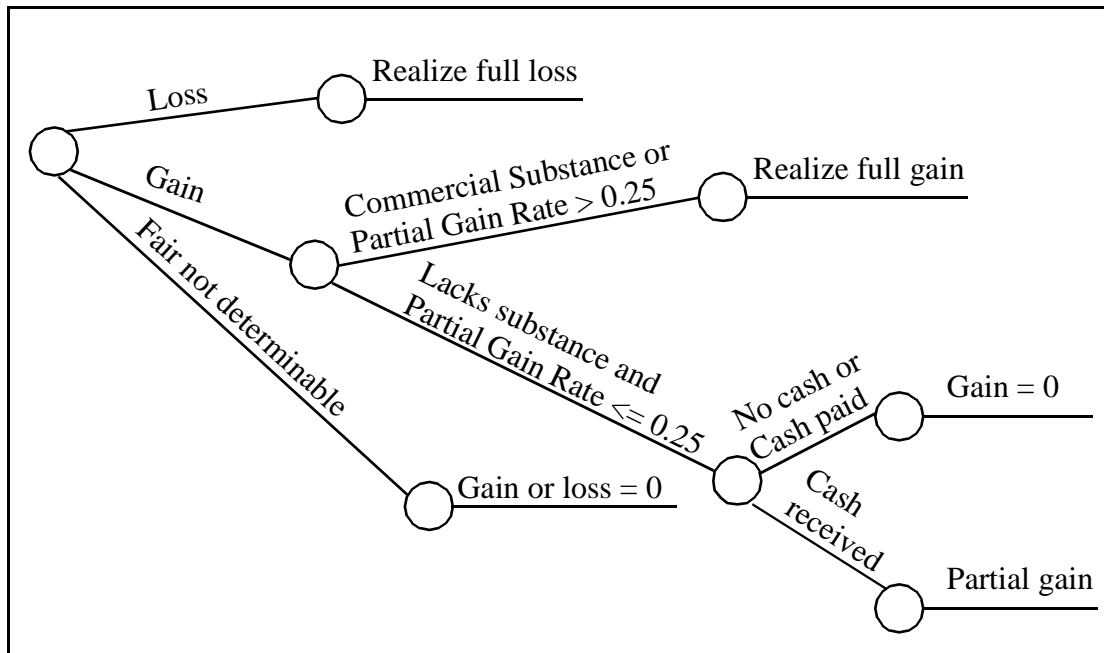 Realize full loss
Loss
Gain
Commercial Substance or
Partial Gain Rate > 0.25
Realize full gain
Fair not determinable
Lacks substance and
Partial Gain Rate <= 0.25
No cash or
Cash paid
Gain = 0
Gain or loss = 0
Cash
received
Partial gain